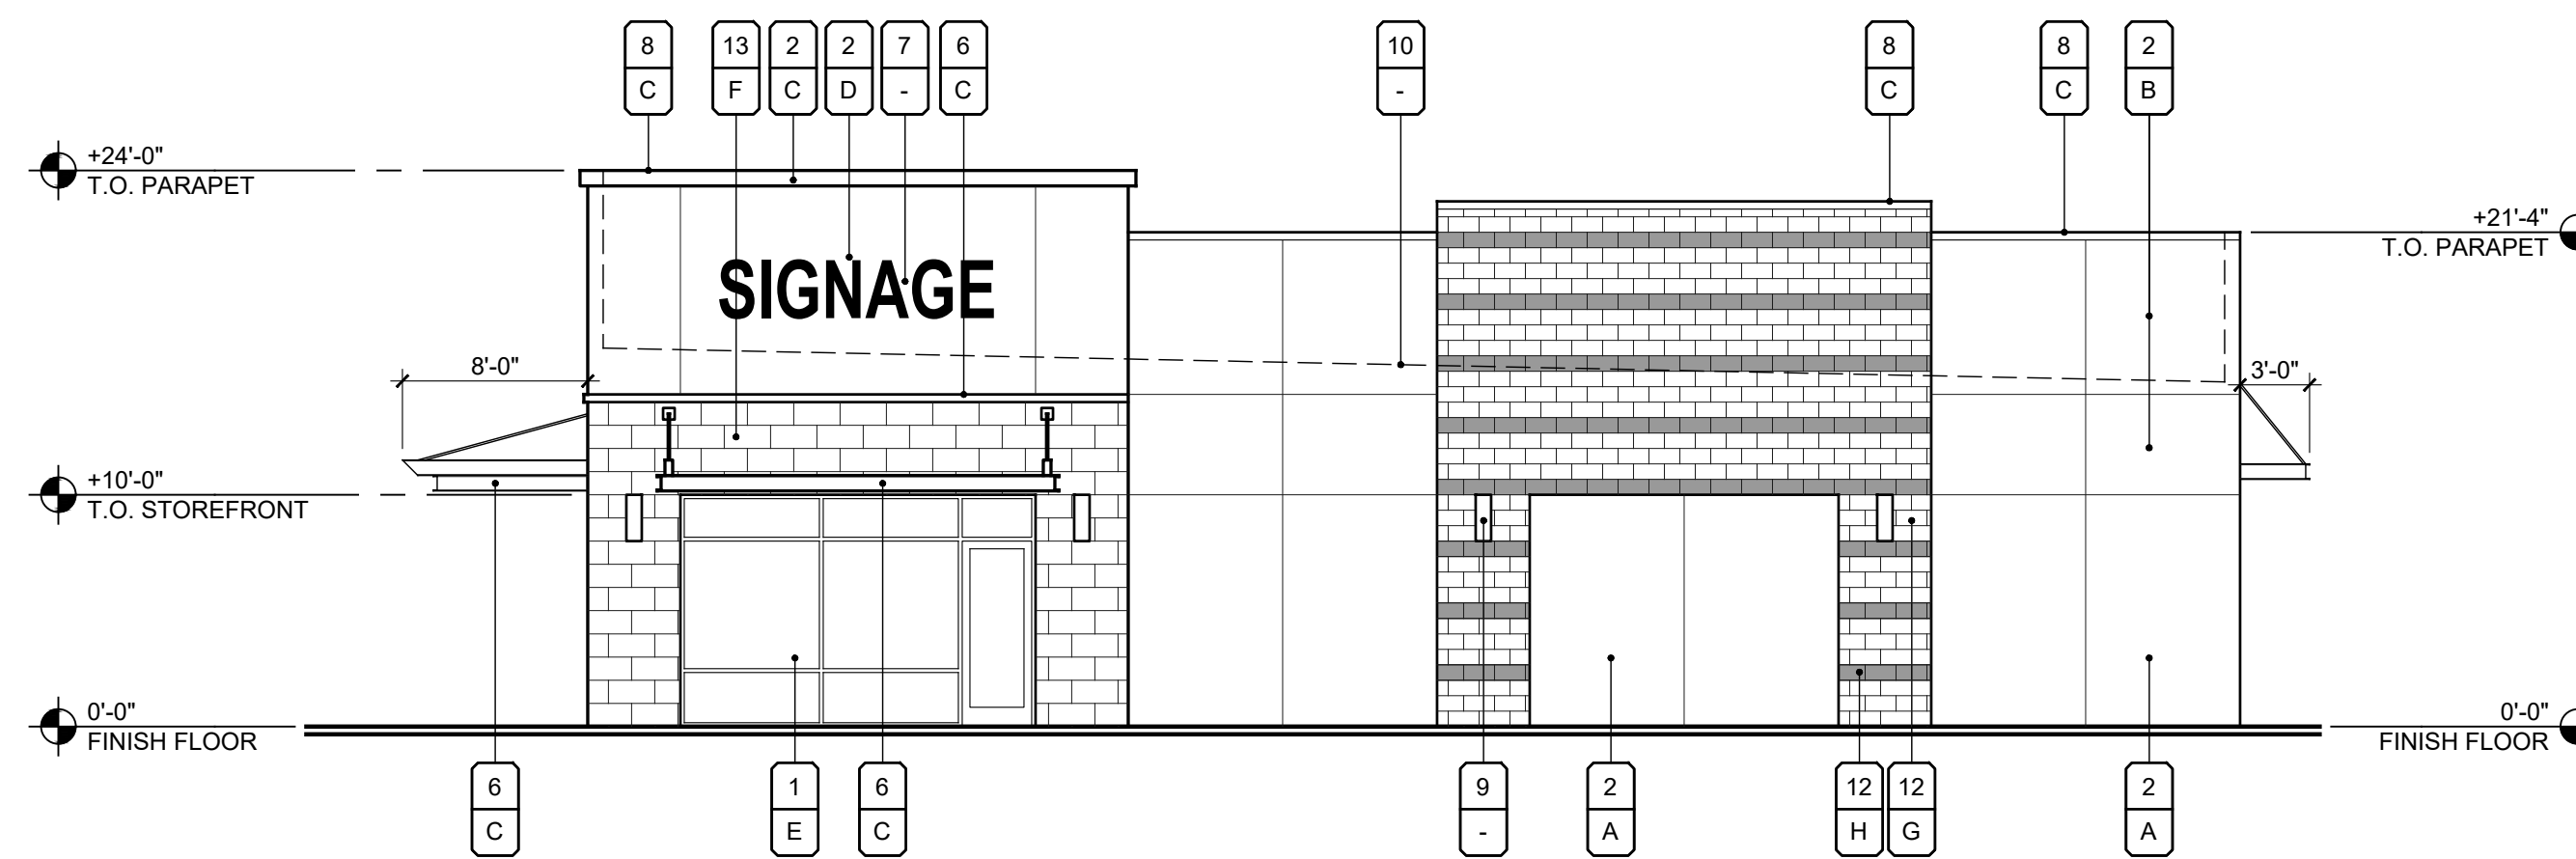 8 13 2 2 7 6 10 8 8 2
C F C D - C - C C B
+24'-0"
T.O. PARAPET
+21'-4"
T.O. PARAPET
SIGNAGE
8'-0"
3'-0"
+10'-0"
T.O. STOREFRONT
0'-0"
FINISH FLOOR
0'-0"
FINISH FLOOR
6 1 6 9 2 12 12 2
C E C - A H G A